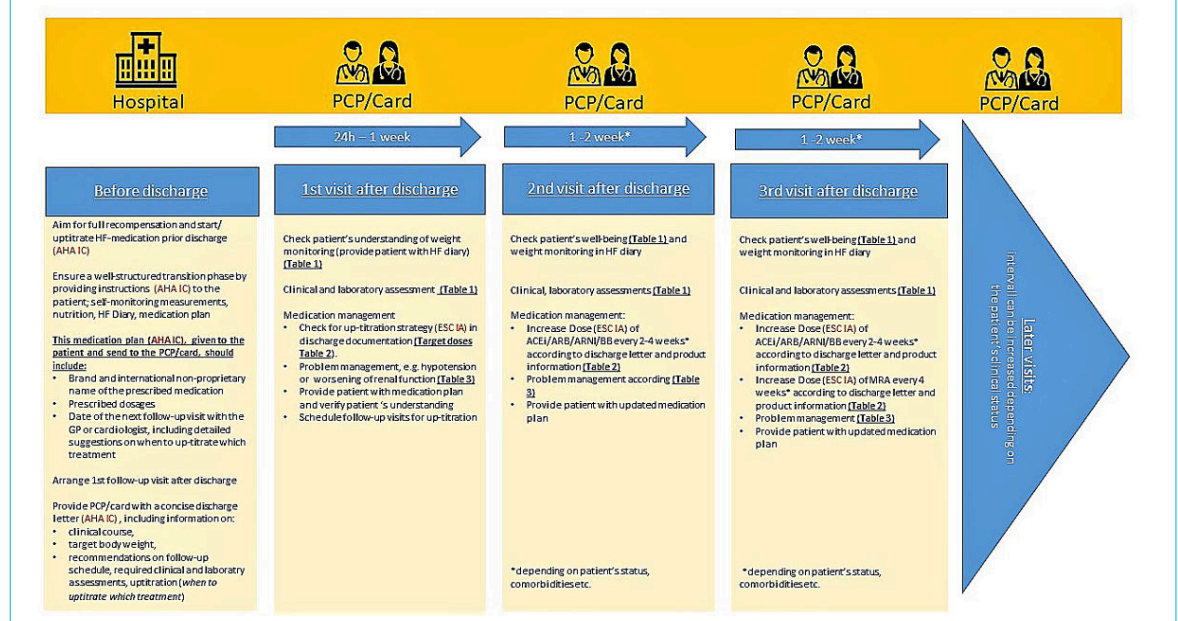 Hospital
PCP/Card
PCP/Card
PCP/Card
PCP/Card
24h – 1 week
1 -2 week*
1 -2 week*
Before discharge
Aim for full recompensation and start/
uptitrate HF-medication prior discharge
(AHA IC)
Ensure a well-structured transition phase by
providing instructions (AHA IC) to the
patient; self-monitoring measurements,
nutrition, HF Diary, medication plan
This medication plan (AHA IC), given to the
patient and send to the PCP/card, should
include:
• Brand and international non-proprietary
name of the prescribed medication
• Prescribed dosages
• Date of the next follow-up visit with the
GP or cardiologist, including detailed
suggestions on when to up-titrate which
treatment
Arrange 1st follow-up visit after discharge
Provide PCP/card with a concise discharge
letter (AHA IC) , including information on:
• clinical course,
• target body weight,
• recommendations on follow-up
schedule, required clinical and laboratry
assessments, uptitration (when to
uptitrate which treatment)
1st visit after discharge
Check patient's understanding of weight
monitoring (provide patient with HF diary)
(Table 1)
Clinical and laboratory assessment (Table 1)
Medication management
• Check for up-titration strategy (ESC IA) in
discharge documentation (Target doses
Table 2).
• Problem management, e.g. hypotension
or worsening of renal function (Table 3)
• Provide patient with medication plan
and verify patient 's understanding
• Schedule follow-up visits for up-titration
2nd visit after discharge
Check patient's well-being (Table 1) and
weight monitoring in HF diary
Clinical, laboratory assessments (Table 1)
Medication management:
• Increase Dose (ESC IA) of
ACEi/ARB/ARNI/BB every 2-4 weeks*
according to discharge letter and product
information (Table 2)
• Problem management according (Table
3)
• Provide patient with updated medication
plan
*depending on patient's status,
comorbidities etc.
3rd visit after discharge
Check patient's well-being (Table 1) and
weight monitoring in HF diary
Clinical and laboratory assessments (Table 1)
Medication management:
• Increase Dose (ESC IA) of
ACEi/ARB/ARNI/BB every 2-4 weeks*
according to discharge letter and product
information (Table 2)
• Increase Dose (ESC IA) of MRA every 4
weeks* according to discharge letter and
product information (Table 2)
• Problem management (Table 3)
• Provide patient with updated medication
plan
*depending on patient's status,
comorbidities etc.
Later visits:
Intervall can be increased depending on
the patient's clinical status